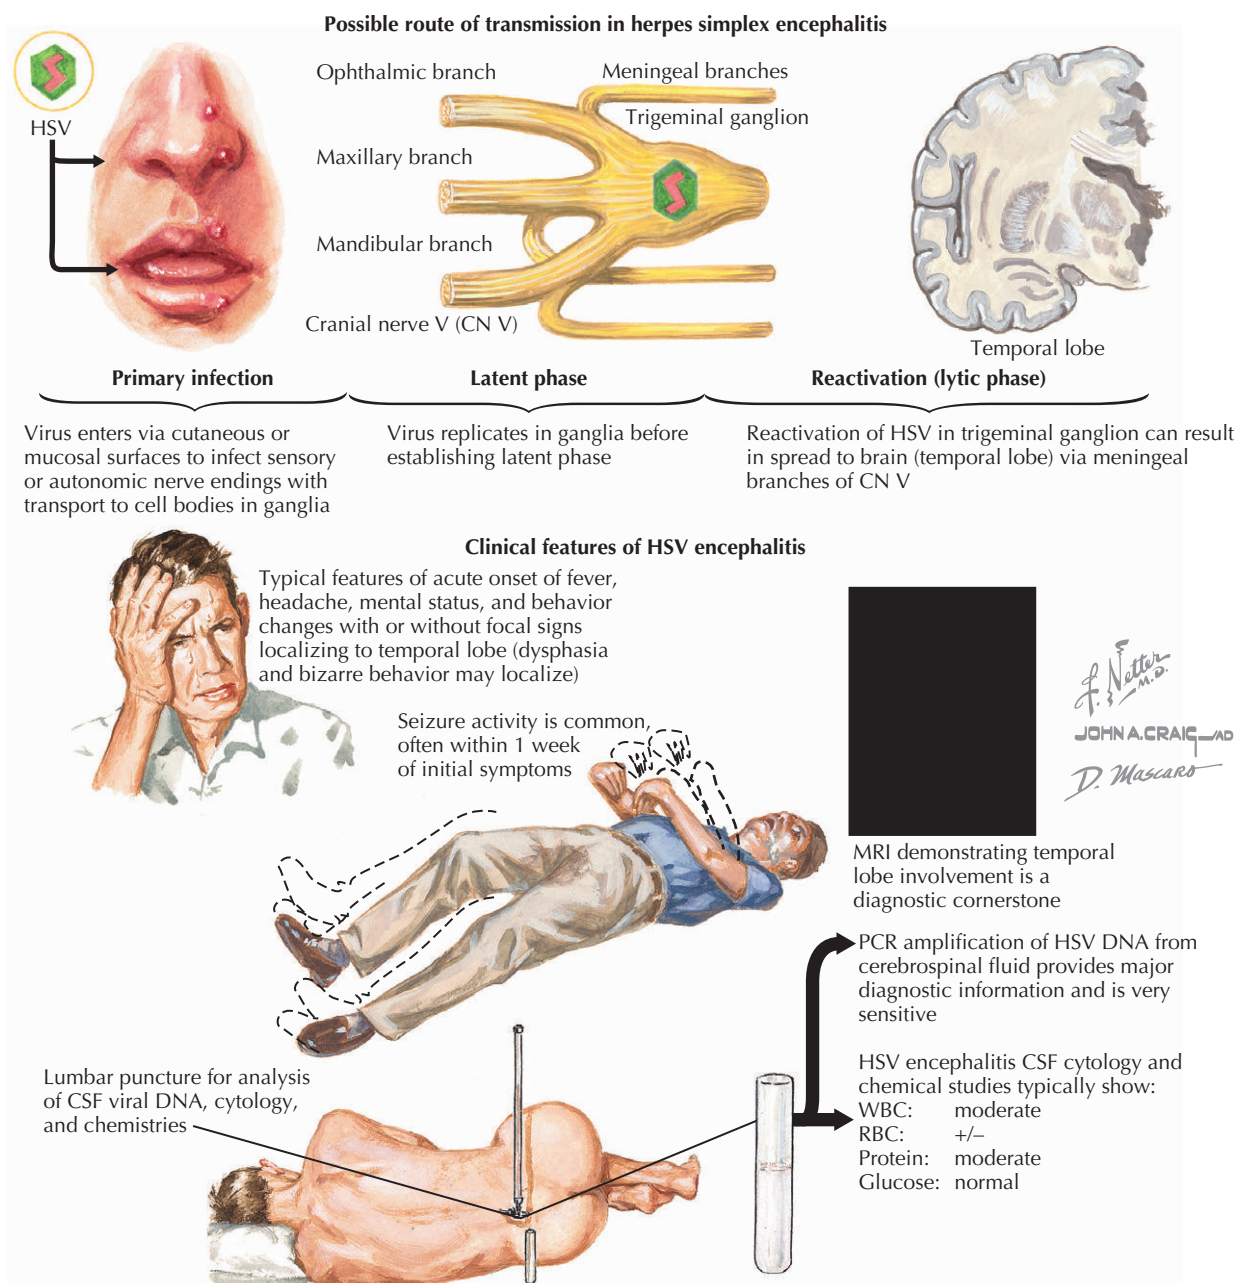 Possible route of transmission in herpes simplex encephalitis
HSV
Ophthalmic branch
Meningeal branches
Trigeminal ganglion
Maxillary branch
Mandibular branch
Cranial nerve V (CN V)
Temporal lobe
Primary infection
Latent phase
Reactivation (lytic phase)
Virus enters via cutaneous or
mucosal surfaces to infect sensory
or autonomic nerve endings with
transport to cell bodies in ganglia
Virus replicates in ganglia before
establishing latent phase
Reactivation of HSV in trigeminal ganglion can result
in spread to brain (temporal lobe) via meningeal
branches of CN V
Clinical features of HSV encephalitis
Typical features of acute onset of fever,
headache, mental status, and behavior
changes with or without focal signs
localizing to temporal lobe (dysphasia
and bizarre behavior may localize)
Seizure activity is common,
often within 1 week
of initial symptoms
f. Netter
M.D.
JOHN A. CRAIG AD
D. Mascaro
MRI demonstrating temporal
lobe involvement is a
diagnostic cornerstone
PCR amplification of HSV DNA from
cerebrospinal fluid provides major
diagnostic information and is very
sensitive
Lumbar puncture for analysis
of CSF viral DNA, cytology,
and chemistries
HSV encephalitis CSF cytology and
chemical studies typically show:
WBC: moderate
RBC: +/–
Protein: moderate
Glucose: normal